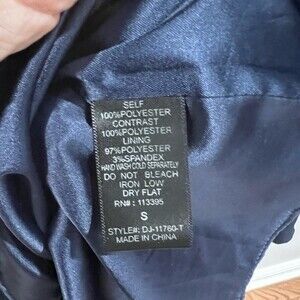 SELF
100%POLYESTER
CONTRAST
100%POLYESTER
LINING
97%POLYESTER
3%SPANDEX
HAND WASH COLD SEPARATELY
DO NOT BLEACH
IRON LOW
DRY FLAT
RN# : 113395
S
STYLE#: DJ-11760-T
MADE IN CHINA